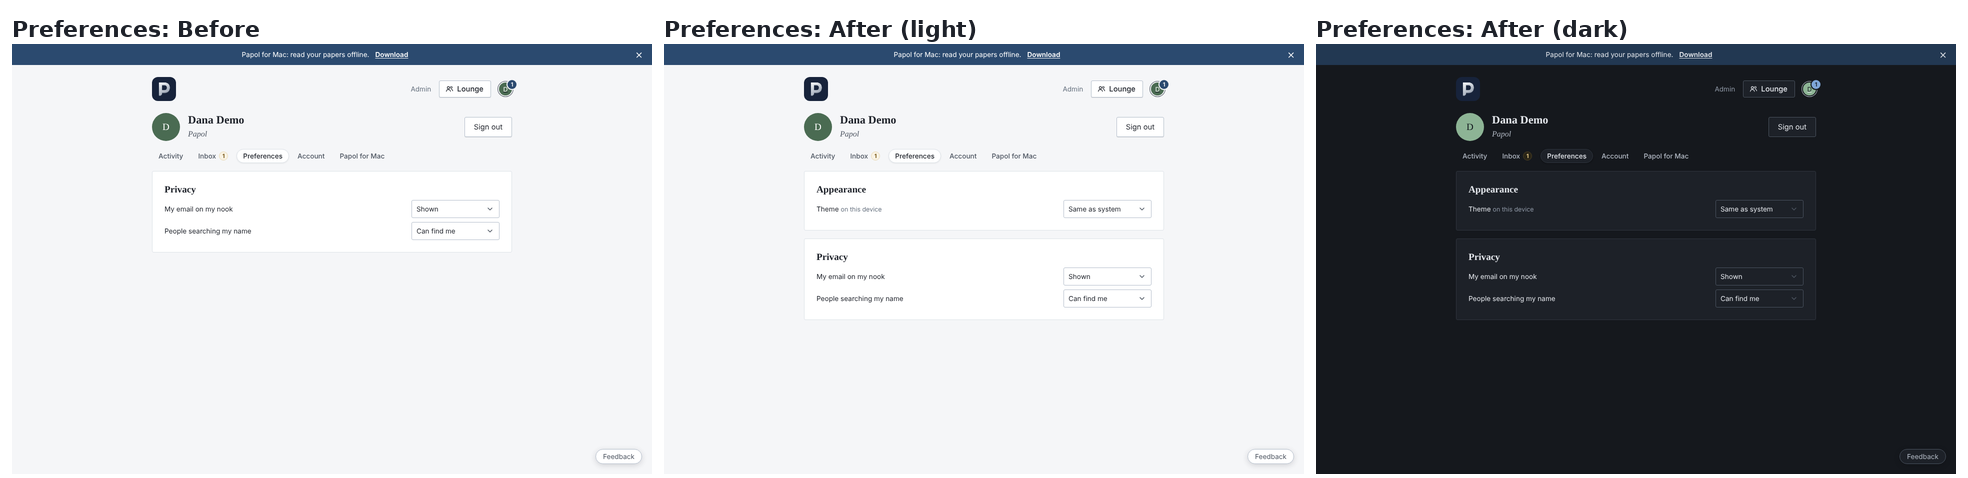 Preferences: Before
Papol for Mac: read your papers offline. Download ×
P
Admin Lounge D 1
D Dana Demo
Papol
Sign out
Activity Inbox 1 Preferences Account Papol for Mac
Privacy
My email on my nook Shown
People searching my name Can find me
Feedback
Preferences: After (light)
Papol for Mac: read your papers offline. Download ×
P
Admin Lounge D 1
D Dana Demo
Papol
Sign out
Activity Inbox 1 Preferences Account Papol for Mac
Appearance
Theme on this device Same as system
Privacy
My email on my nook Shown
People searching my name Can find me
Feedback
Preferences: After (dark)
Papol for Mac: read your papers offline. Download ×
P
Admin Lounge D 1
D Dana Demo
Papol
Sign out
Activity Inbox 1 Preferences Account Papol for Mac
Appearance
Theme on this device Same as system
Privacy
My email on my nook Shown
People searching my name Can find me
Feedback